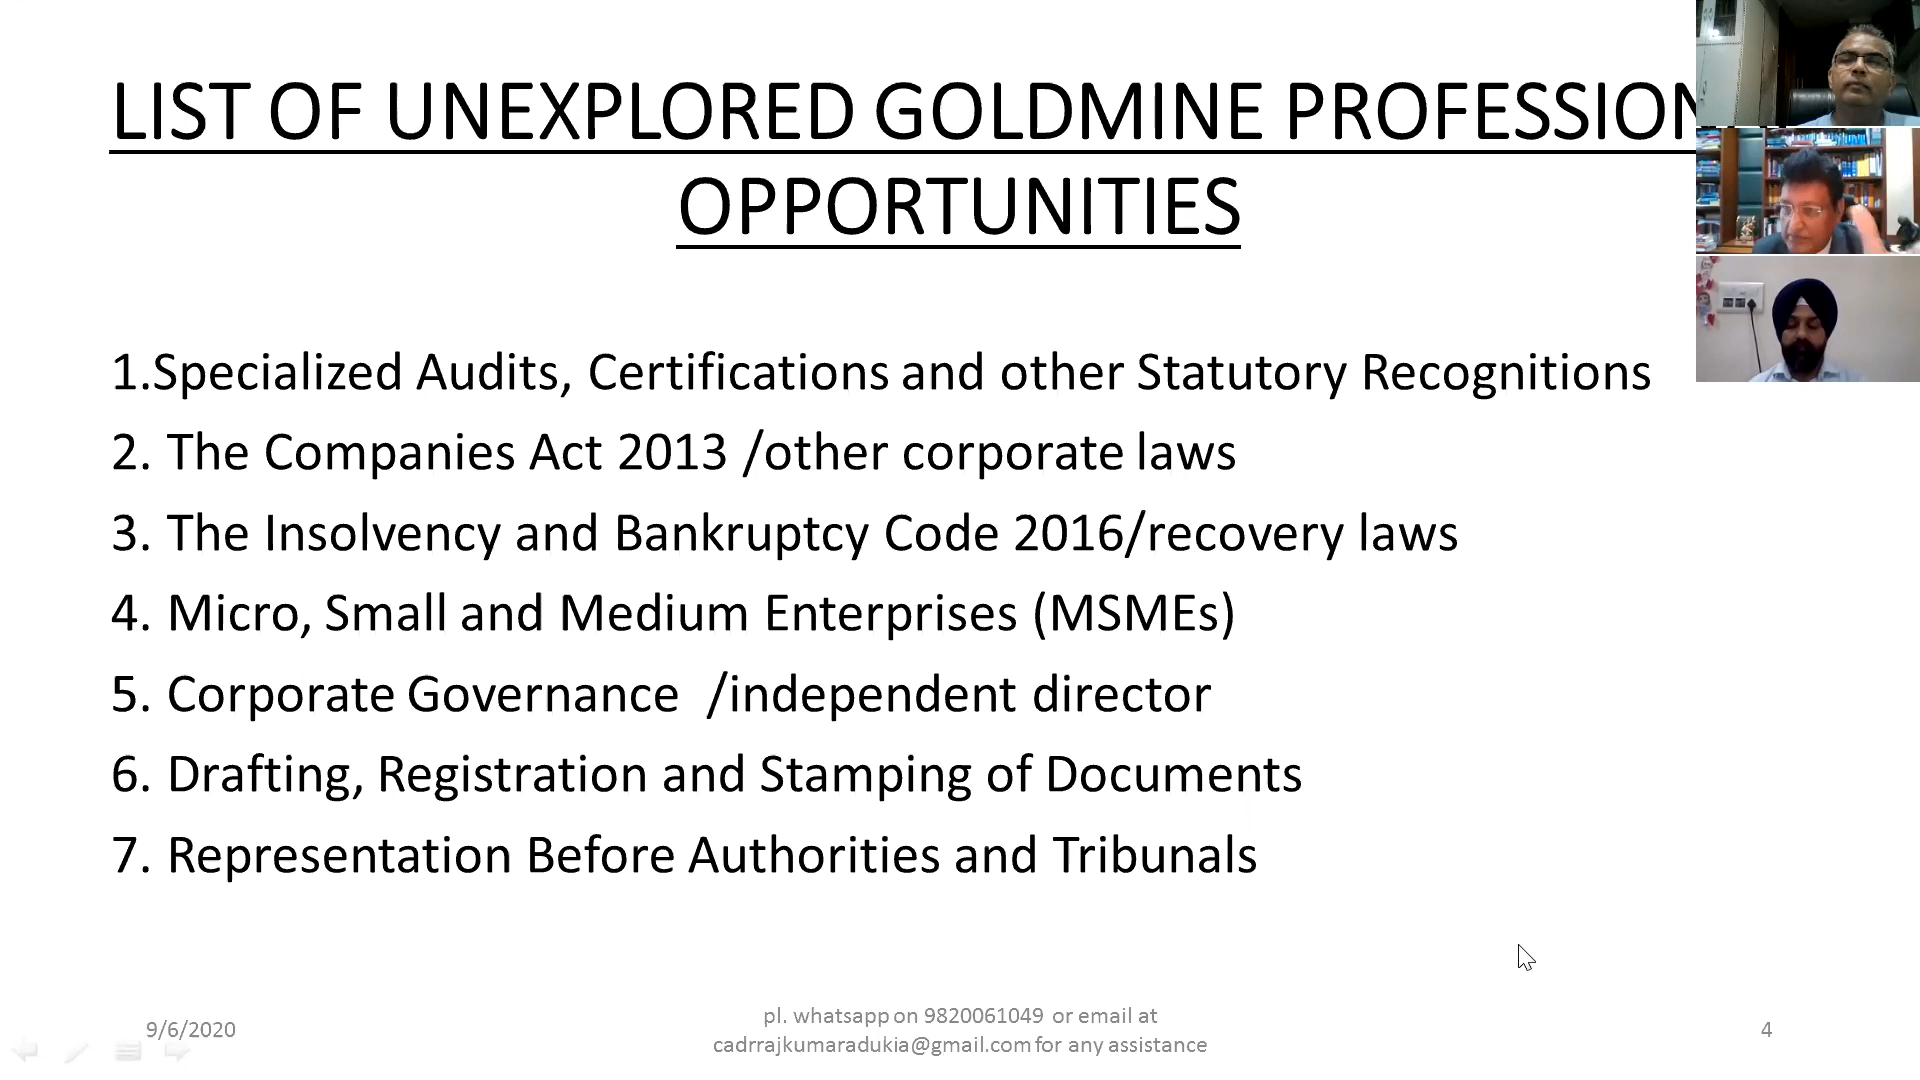 LIST OF UNEXPLORED GOLDMINE PROFESSION
OPPORTUNITIES
1.Specialized Audits, Certifications and other Statutory Recognitions
2. The Companies Act 2013 /other corporate laws
3. The Insolvency and Bankruptcy Code 2016/recovery laws
4. Micro, Small and Medium Enterprises (MSMEs)
5. Corporate Governance /independent director
6. Drafting, Registration and Stamping of Documents
7. Representation Before Authorities and Tribunals
9/6/2020
pl. whatsapp on 9820061049 or email at
cadrrajkumaradukia@gmail.com for any assistance
4